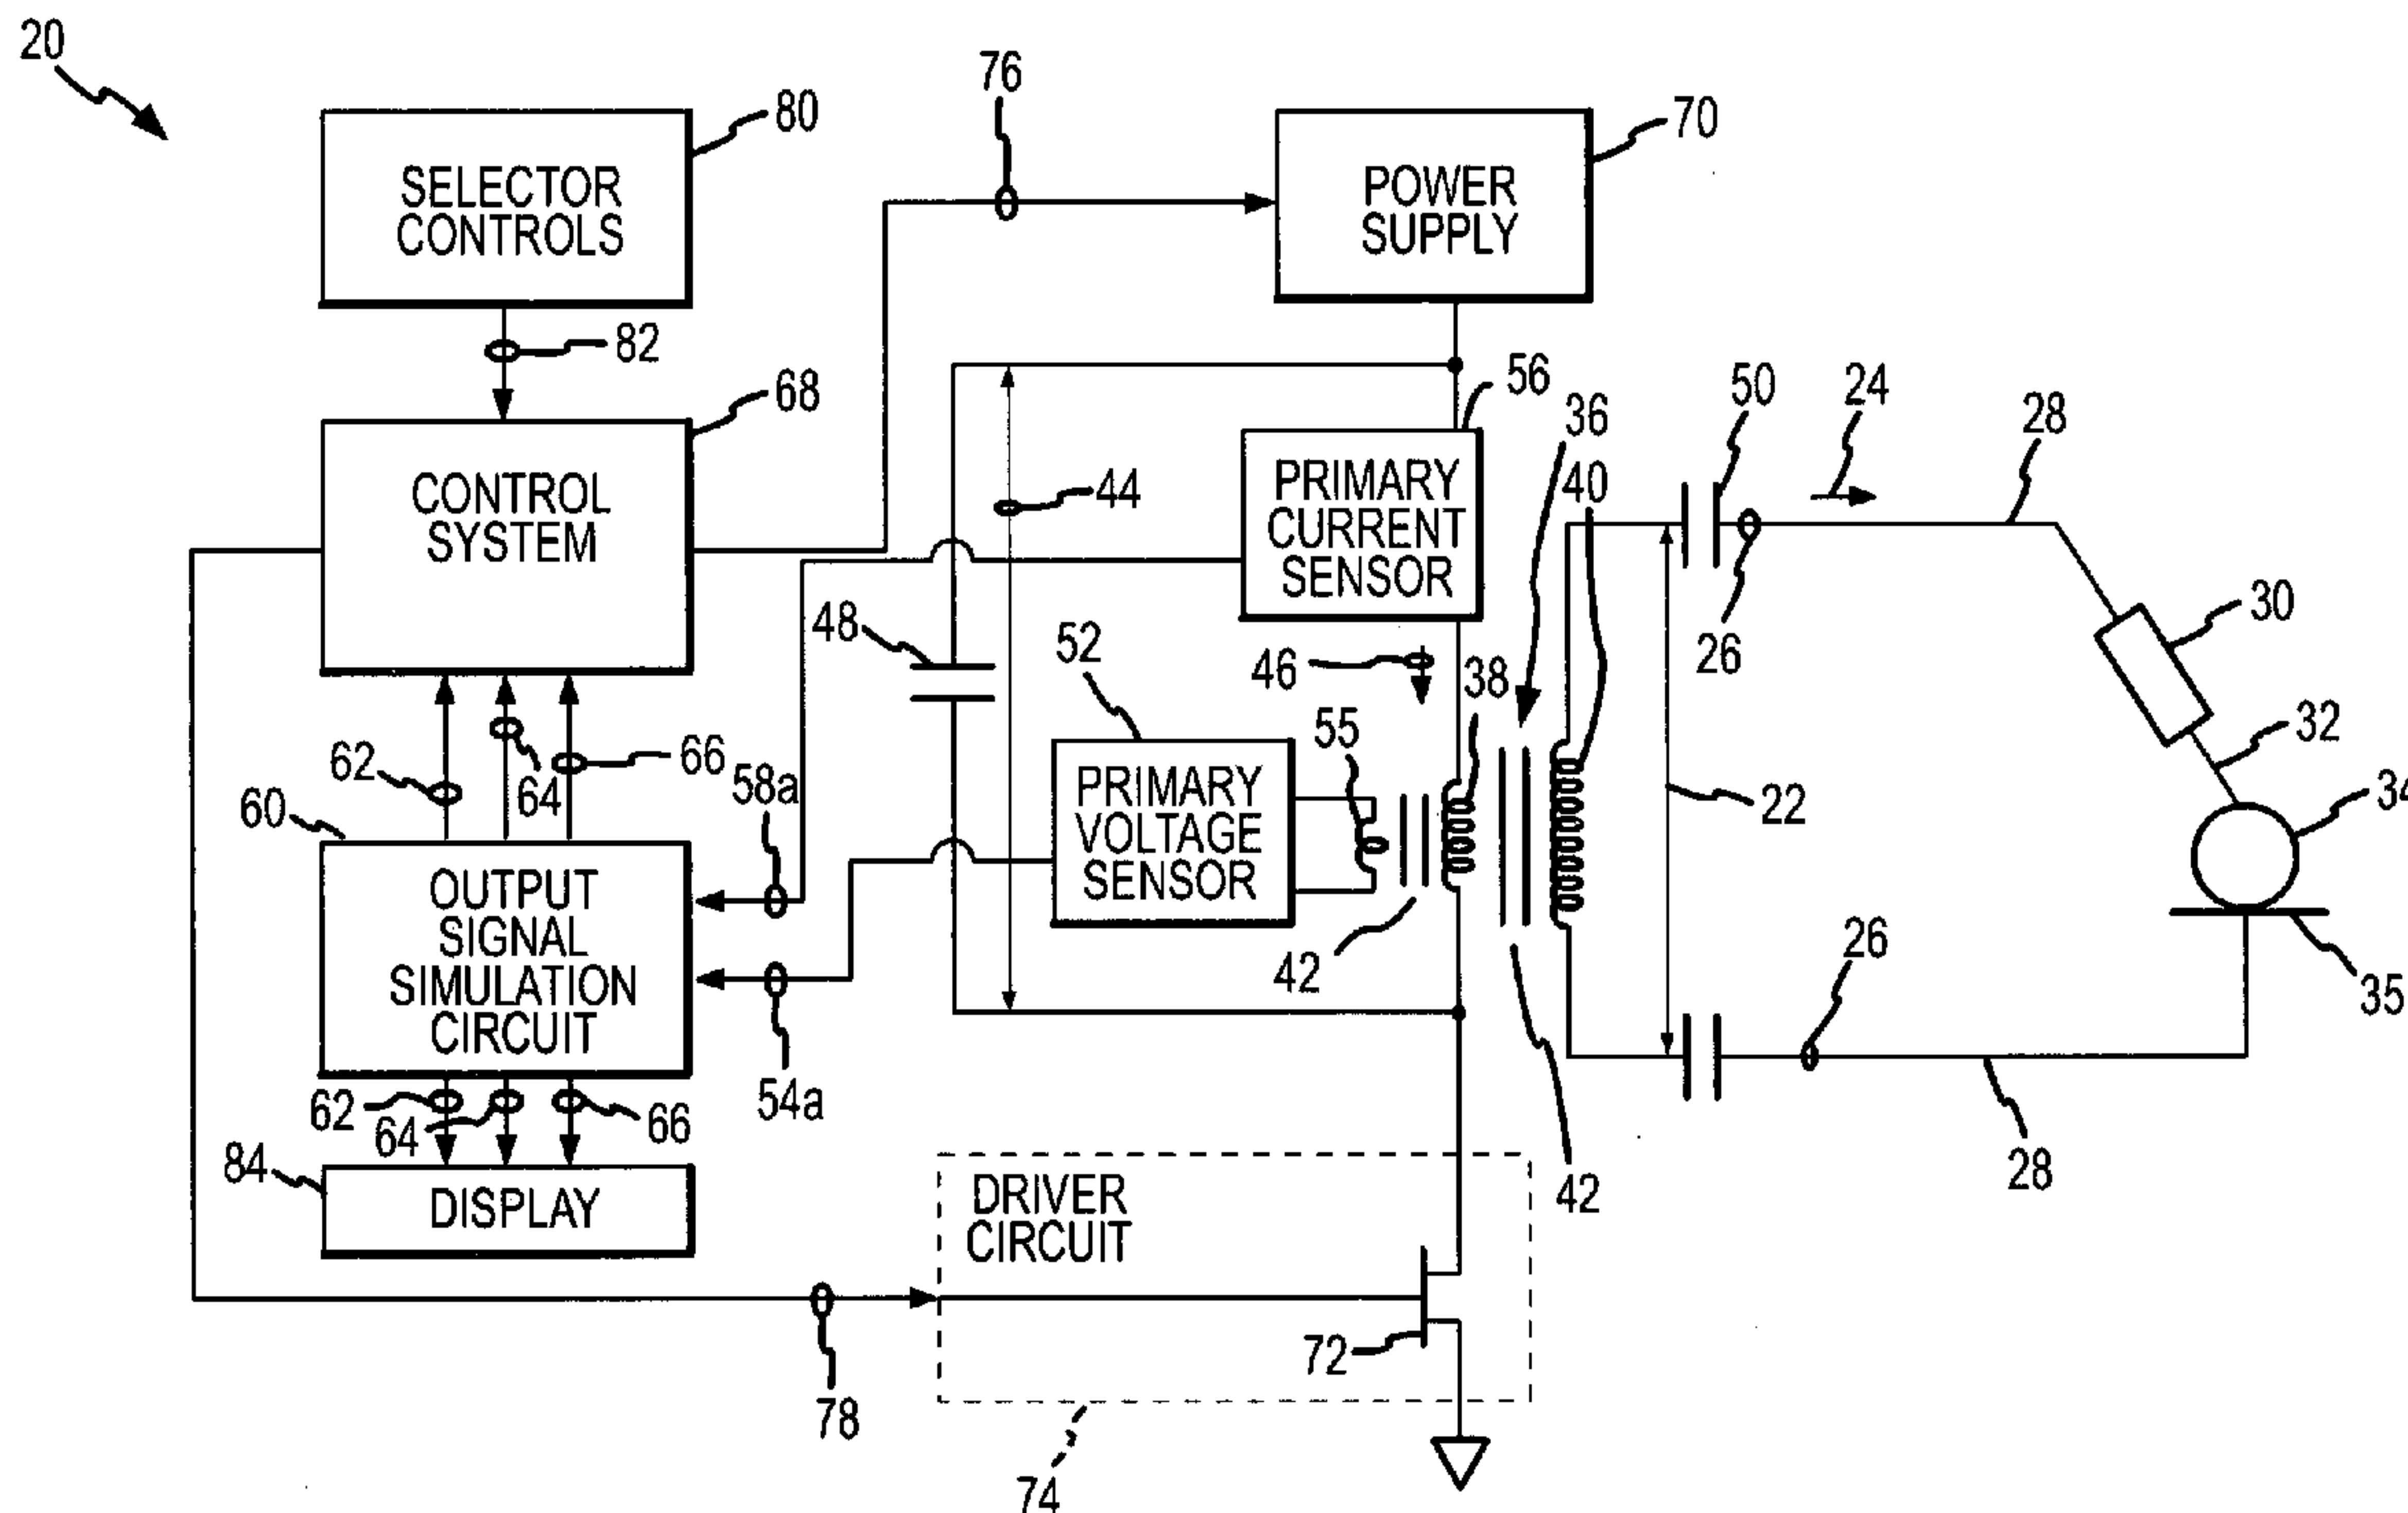 20
76
80
70
SELECTOR
CONTROLS
POWER
SUPPLY
82
68
56
50
24
28
36
40
44
CONTROL
SYSTEM
PRIMARY
CURRENT
SENSOR
30
26
48
52
46
38
32
55
62
64
66
58a
22
34
60
PRIMARY
VOLTAGE
SENSOR
OUTPUT
SIGNAL
SIMULATION
CIRCUIT
42
26
35
54a
62
64
66
28
42
84
DISPLAY
DRIVER
CIRCUIT
72
78
74